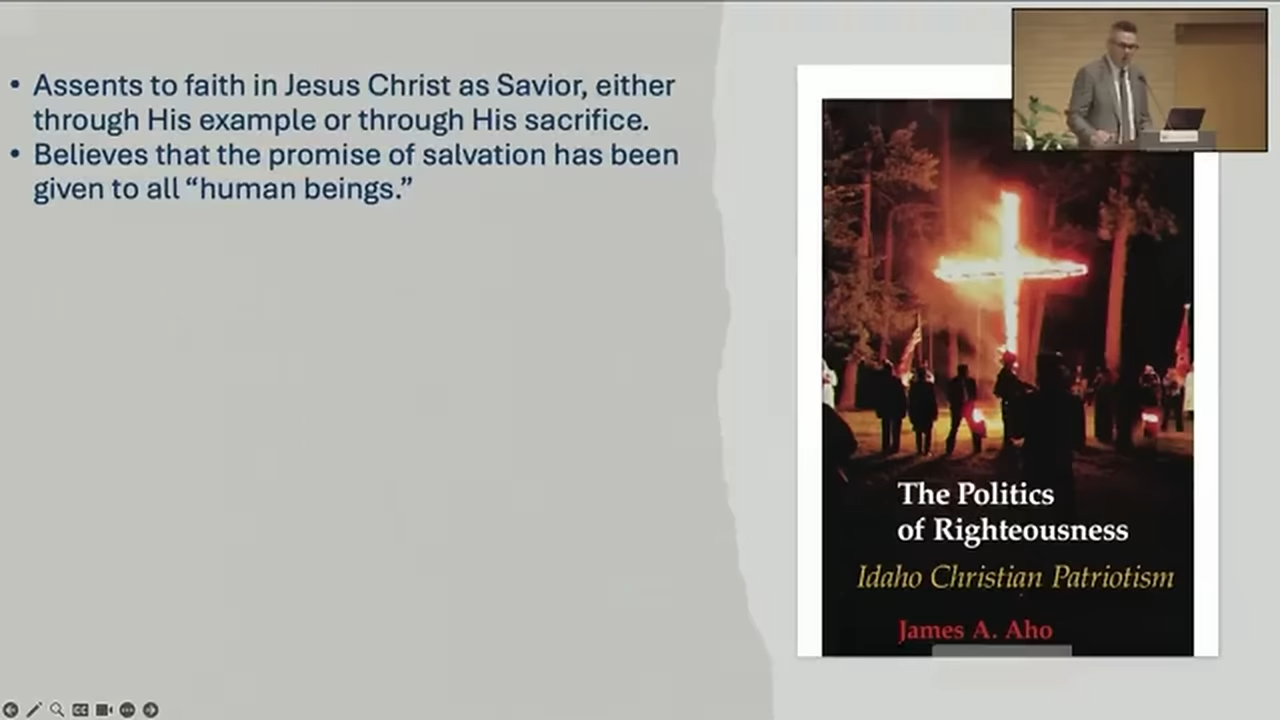 • Assents to faith in Jesus Christ as Savior, either
through His example or through His sacrifice.
• Believes that the promise of salvation has been
given to all “human beings.”
The Politics
of Righteousness
Idaho Christian Patriotism
James A. Aho
CC